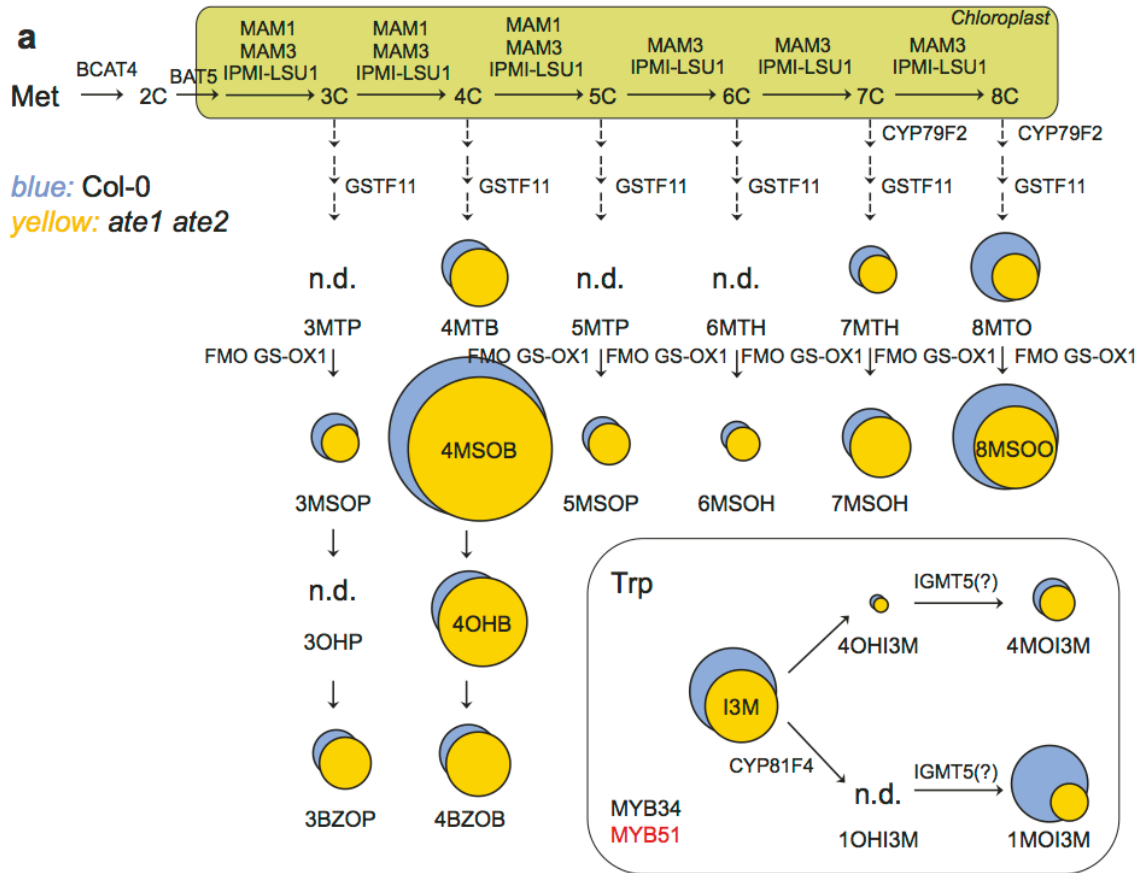 a
Chloroplast
MAM1 MAM1 MAM1
MAM3 MAM3 MAM3 MAM3 MAM3 MAM3
IPMI-LSU1 IPMI-LSU1 IPMI-LSU1 IPMI-LSU1 IPMI-LSU1 IPMI-LSU1
BCAT4 BAT5
Met 2C 3C 4C 5C 6C 7C 8C
CYP79F2 CYP79F2
blue: Col-0
GSTF11 GSTF11 GSTF11 GSTF11 GSTF11 GSTF11
yellow: ate1 ate2
n.d. n.d. n.d.
3MTP 4MTB 5MTP 6MTH 7MTH 8MTO
FMO GS-OX1 FMO GS-OX1 FMO GS-OX1 FMO GS-OX1 FMO GS-OX1 FMO GS-OX1
4MSOB 8MSOO
3MSOP 5MSOP 6MSOH 7MSOH
n.d.
3OHP
4OHB
3BZOP 4BZOB
Trp
IGMT5(?)
4OHI3M 4MOI3M
I3M
CYP81F4
IGMT5(?)
n.d.
MYB34
MYB51
1OHI3M 1MOI3M